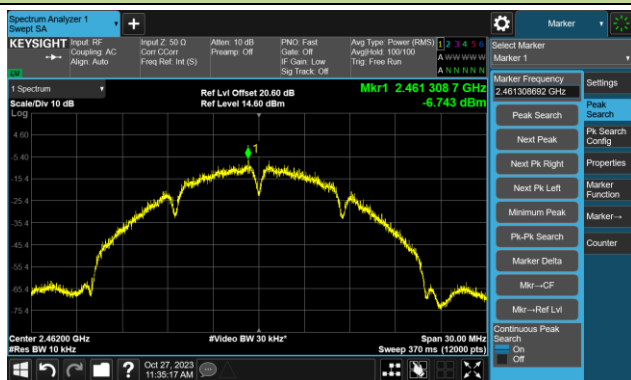 Spectrum Analyzer 1
Swept SA
+
Marker
KEYSIGHT
Input: RF
Coupling: AC
Align: Auto
Input Z: 50 Ω
Corr CCorr
Freq Ref: Int (S)
Atten: 10 dB
Preamp: Off
PNO: Fast
Gate: Off
IF Gain: Low
Sig Track: Off
Avg Type: Power (RMS)
Avg|Hold: 100/100
Trig: Free Run
1 2 3 4 5 6
A W W W W W
A N N N N N
Select Marker
Marker 1
1 Spectrum
Scale/Div 10 dB
Log
Ref Lvl Offset 20.60 dB
Ref Level 14.60 dBm
Mkr1 2.461 308 7 GHz
-6.743 dBm
4.60
-5.40
-15.4
-25.4
-35.4
-45.4
-55.4
-65.4
-75.4
1
Center 2.46200 GHz
#Res BW 10 kHz
#Video BW 30 kHz*
Span 30.00 MHz
Sweep 370 ms (12000 pts)
Marker Frequency
2.461308692 GHz
Peak Search
Next Peak
Next Pk Right
Next Pk Left
Minimum Peak
Pk-Pk Search
Marker Delta
Mkr→CF
Mkr→Ref Lvl
Continuous Peak
Search
On
Off
Settings
Peak
Search
Pk Search
Config
Properties
Marker
Function
Marker→
Counter
?
Oct 27, 2023
11:35:17 AM